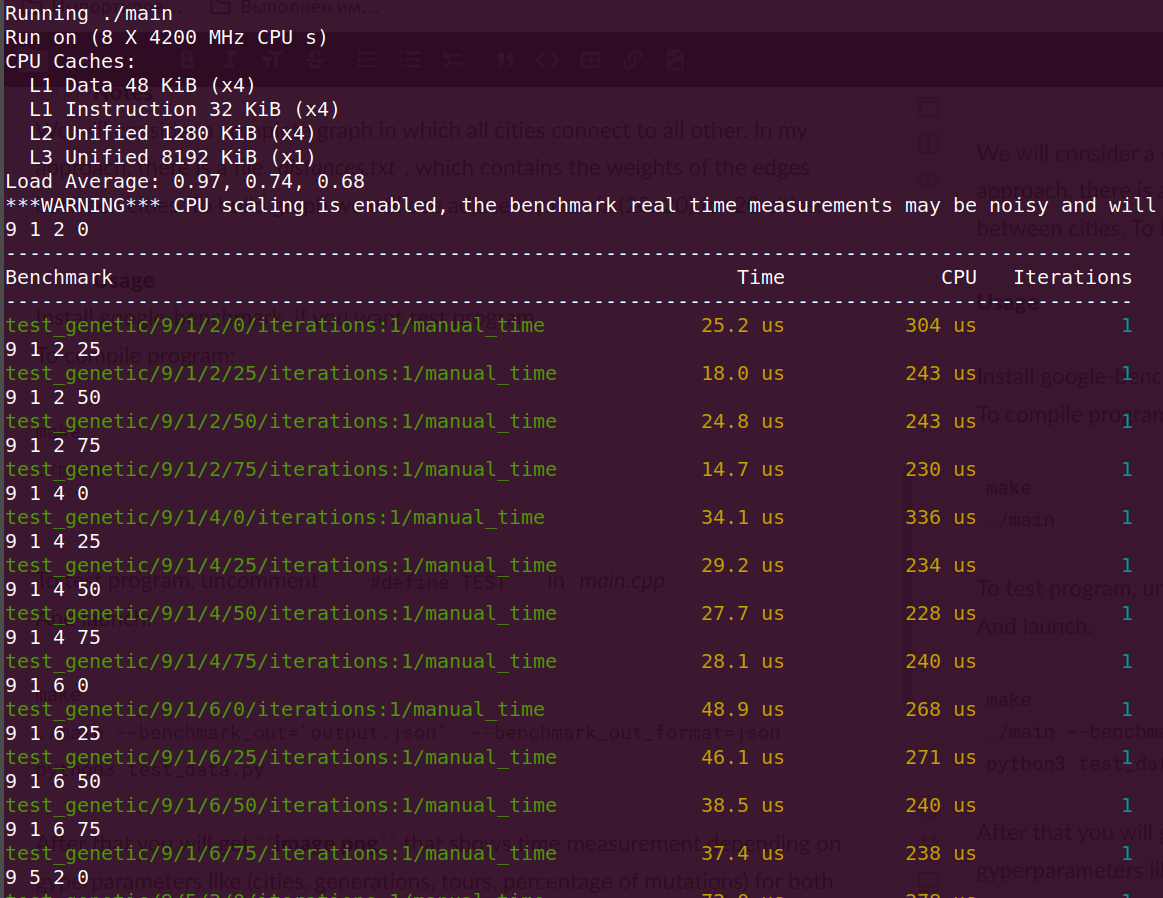 Running ./main
Run on (8 X 4200 MHz CPU s)
CPU Caches:
  L1 Data 48 KiB (x4)
  L1 Instruction 32 KiB (x4)
  L2 Unified 1280 KiB (x4)
  L3 Unified 8192 KiB (x1)
Load Average: 0.97, 0.74, 0.68
***WARNING*** CPU scaling is enabled, the benchmark real time measurements may be noisy and will
9 1 2 0
Benchmark Time CPU Iterations
test_genetic/9/1/2/0/iterations:1/manual_time 25.2 us 304 us 1
9 1 2 25
test_genetic/9/1/2/25/iterations:1/manual_time 18.0 us 243 us 1
9 1 2 50
test_genetic/9/1/2/50/iterations:1/manual_time 24.8 us 243 us 1
9 1 2 75
test_genetic/9/1/2/75/iterations:1/manual_time 14.7 us 230 us 1
9 1 4 0
test_genetic/9/1/4/0/iterations:1/manual_time 34.1 us 336 us 1
9 1 4 25
test_genetic/9/1/4/25/iterations:1/manual_time 29.2 us 234 us 1
9 1 4 50
test_genetic/9/1/4/50/iterations:1/manual_time 27.7 us 228 us 1
9 1 4 75
test_genetic/9/1/4/75/iterations:1/manual_time 28.1 us 240 us 1
9 1 6 0
test_genetic/9/1/6/0/iterations:1/manual_time 48.9 us 268 us 1
9 1 6 25
test_genetic/9/1/6/25/iterations:1/manual_time 46.1 us 271 us 1
9 1 6 50
test_genetic/9/1/6/50/iterations:1/manual_time 38.5 us 240 us 1
9 1 6 75
test_genetic/9/1/6/75/iterations:1/manual_time 37.4 us 238 us 1
9 5 2 0